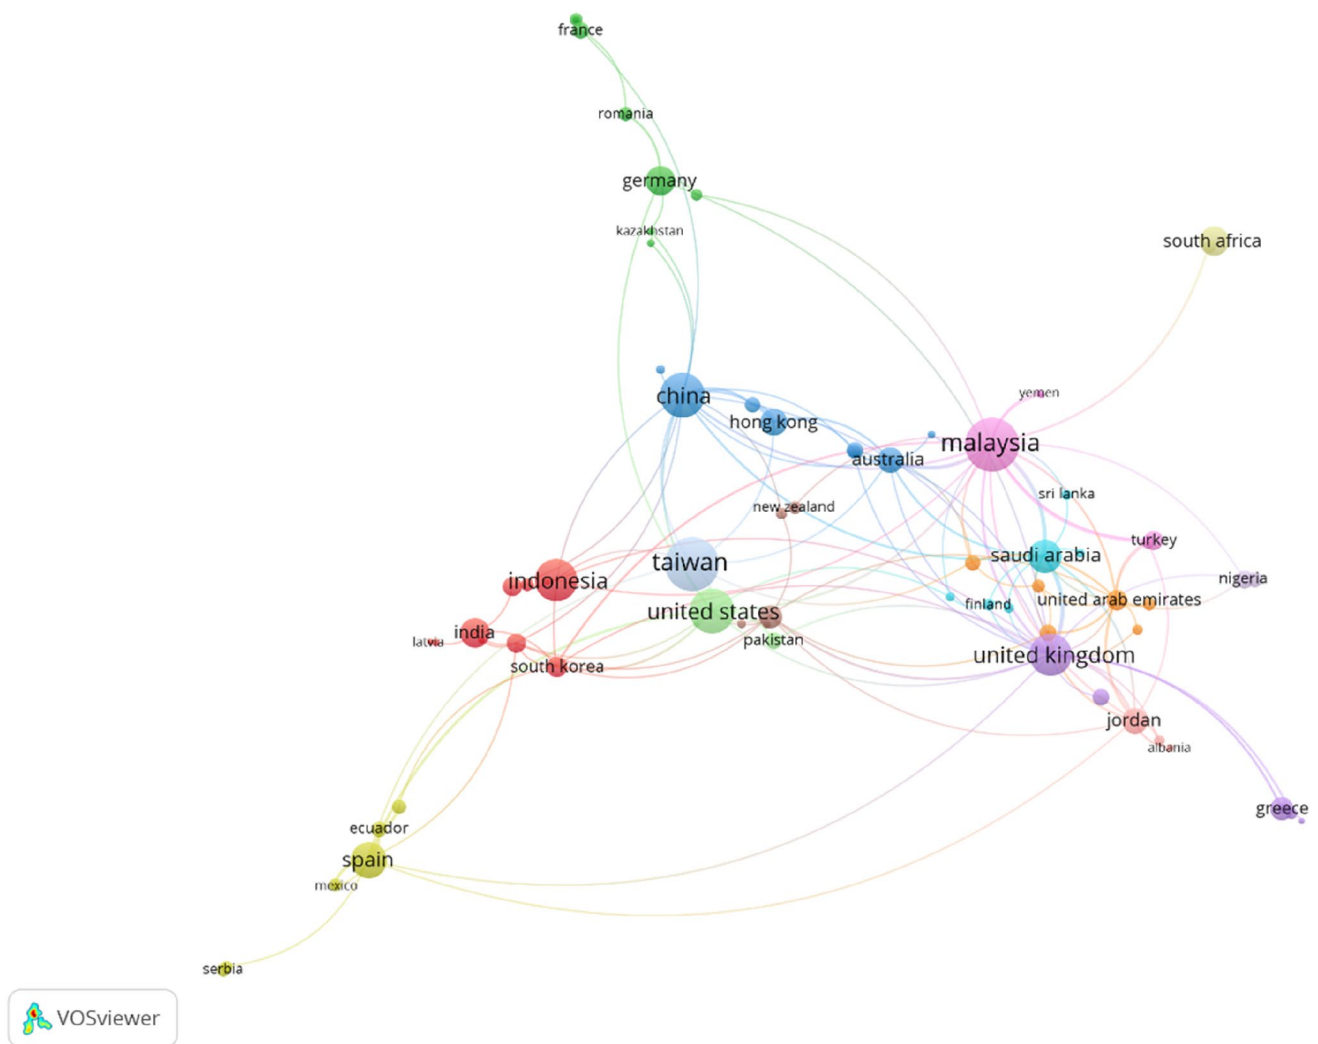 france
romania
germany
kazakhstan
south africa
china
yemen
hong kong
malaysia
australia
sri lanka
new zealand
turkey
saudi arabia
taiwan
indonesia
nigeria
united arab emirates
finland
united states
india
latvia
pakistan
united kingdom
south korea
jordan
albania
greece
ecuador
spain
mexico
serbia
VOSviewer